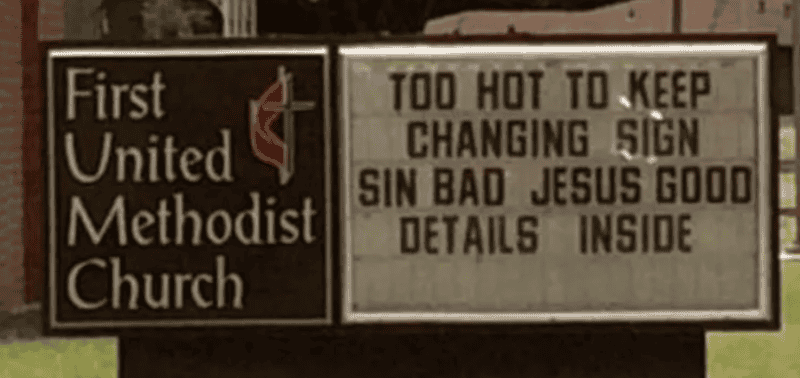 First
United
Methodist
Church
TOO HOT TO KEEP
CHANGING SIGN
SIN BAD JESUS GOOD
DETAILS INSIDE